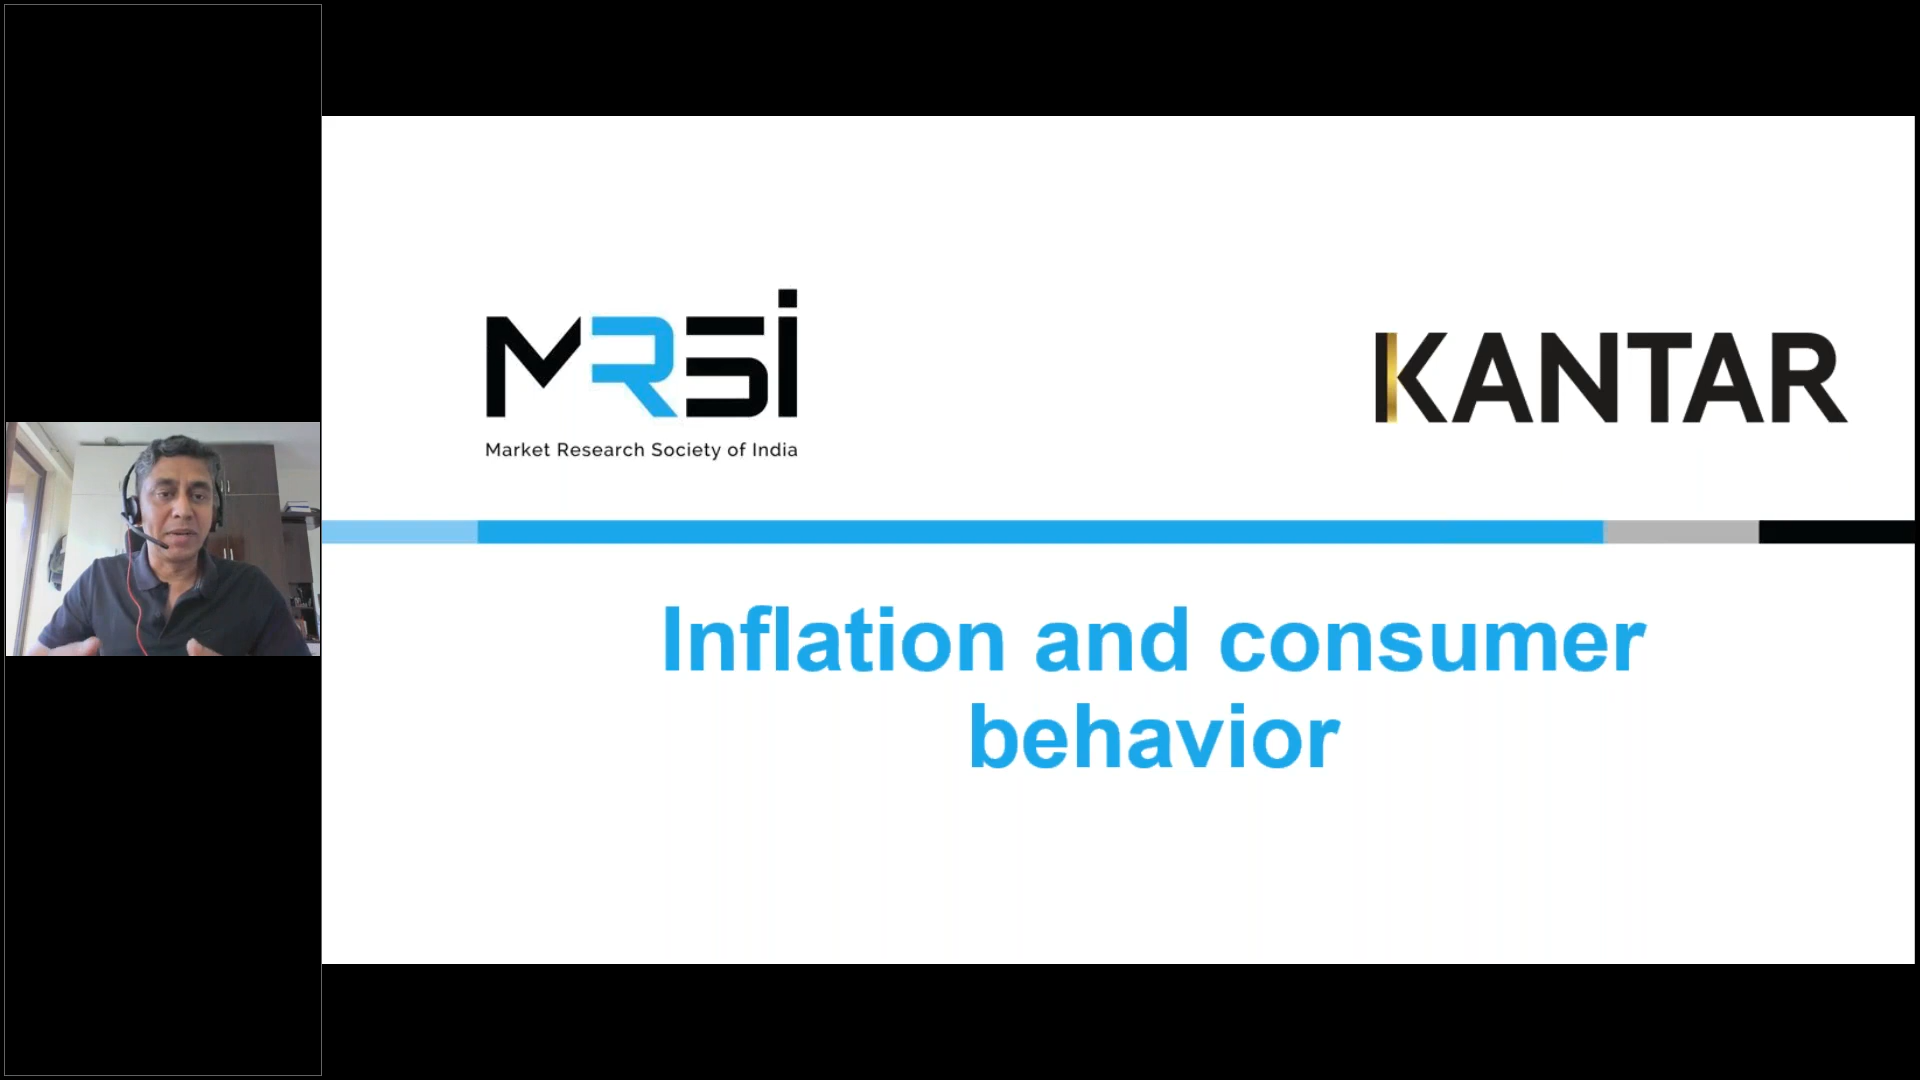 MRSI
Market Research Society of India
KANTAR
Inflation and consumer
behavior